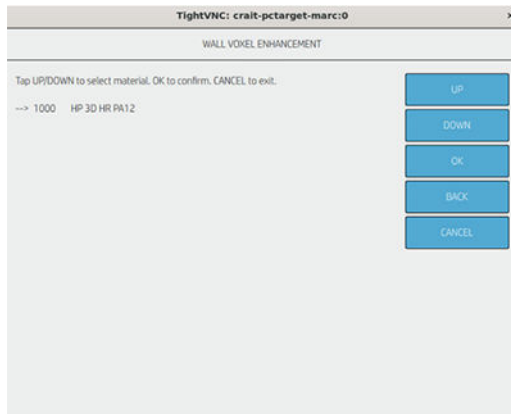 TightVNC: crait-pctarget-marc:0 x
WALL VOXEL ENHANCEMENT
Tap UP/DOWN to select material. OK to confirm. CANCEL to exit.
--> 1000 HP 3D HR PA12
UP
DOWN
OK
BACK
CANCEL